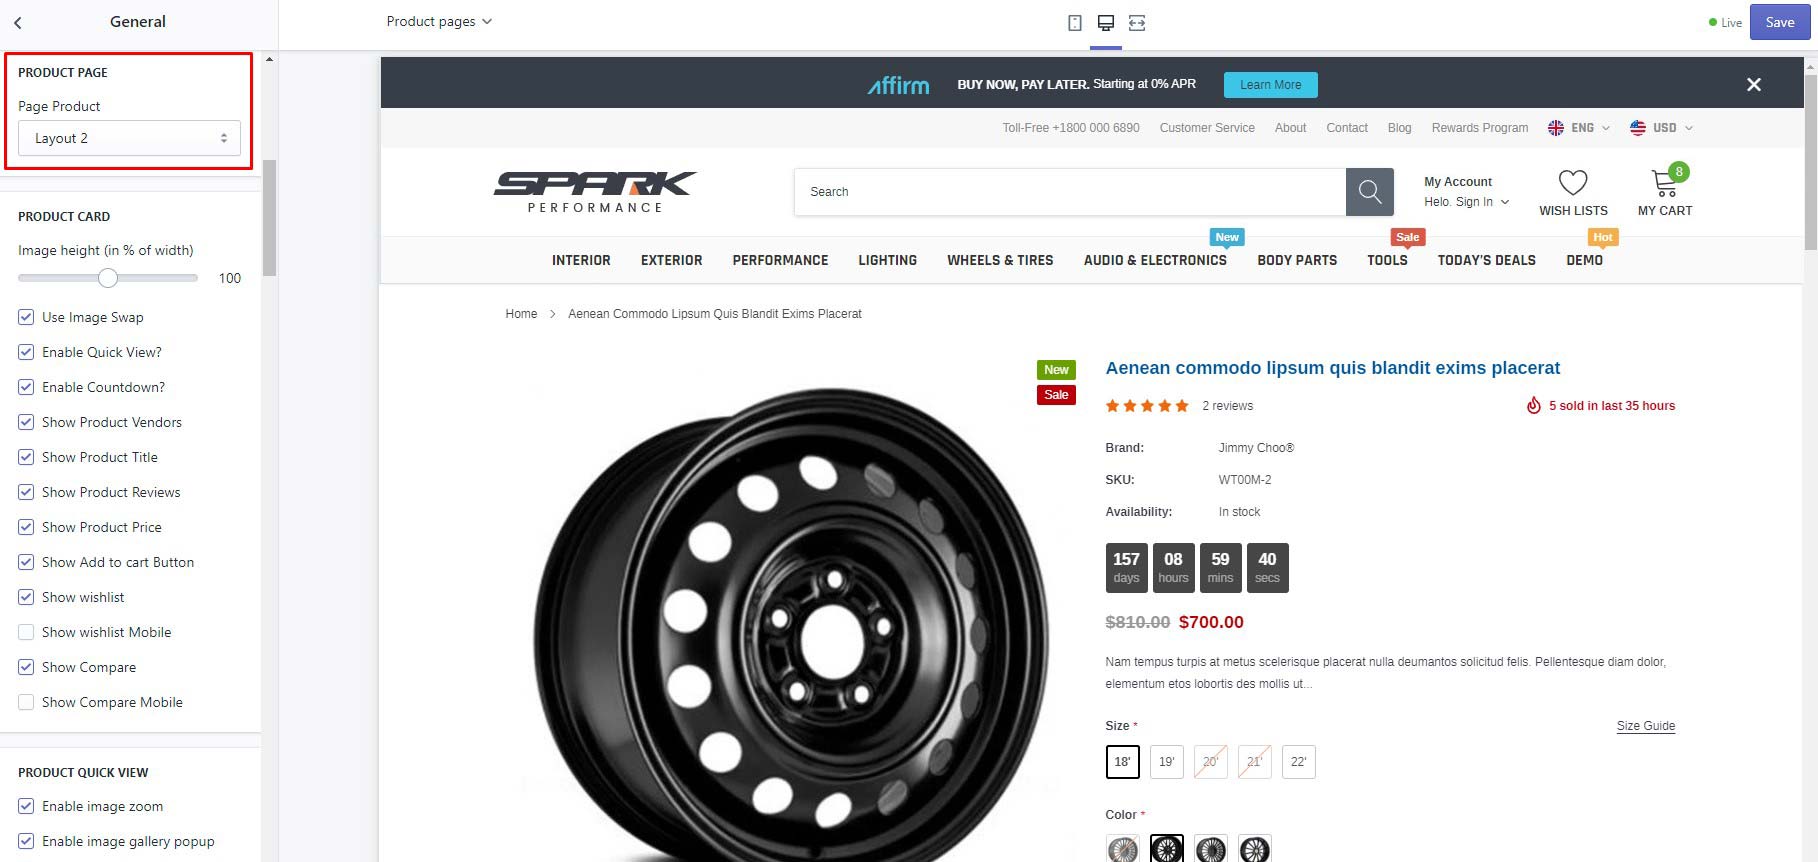 General
Product pages
Live
Save
PRODUCT PAGE
Page Product
Layout 2
PRODUCT CARD
Image height (in % of width)
100
Use Image Swap
Enable Quick View?
Enable Countdown?
Show Product Vendors
Show Product Title
Show Product Reviews
Show Product Price
Show Add to cart Button
Show wishlist
Show wishlist Mobile
Show Compare
Show Compare Mobile
PRODUCT QUICK VIEW
Enable image zoom
Enable image gallery popup
affirm BUY NOW, PAY LATER. Starting at 0% APR Learn More
Toll-Free +1800 000 6890 Customer Service About Contact Blog Rewards Program ENG USD
SPARK
PERFORMANCE
Search
My Account
Helo. Sign In
WISH LISTS
8
MY CART
New Sale Hot
INTERIOR EXTERIOR PERFORMANCE LIGHTING WHEELS & TIRES AUDIO & ELECTRONICS BODY PARTS TOOLS TODAY'S DEALS DEMO
Home > Aenean Commodo Lipsum Quis Blandit Exims Placerat
New
Sale
Aenean commodo lipsum quis blandit exims placerat
2 reviews
5 sold in last 35 hours
Brand: Jimmy Choo®
SKU: WT00M-2
Availability: In stock
157 08 59 40
days hours mins secs
$810.00 $700.00
Nam tempus turpis at metus scelerisque placerat nulla deumantos solicitud felis. Pellentesque diam dolor,
elementum etos lobortis des mollis ut...
Size *
Size Guide
18' 19' 20' 21' 22'
Color *